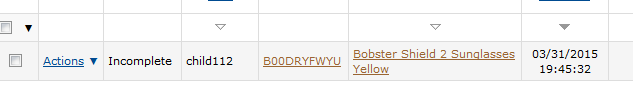 Actions ▼ Incomplete child112 B00DRYFWYU Bobster Shield 2 Sunglasses 03/31/2015
Yellow 19:45:32